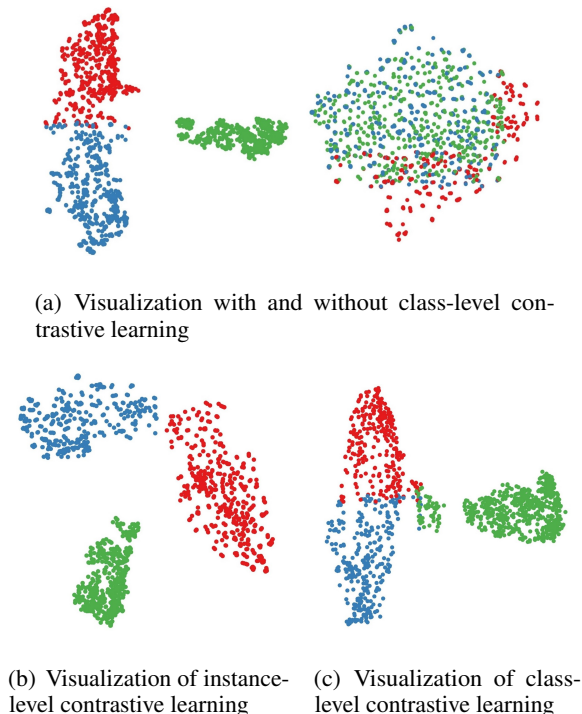 (a) Visualization with and without class-level con-
trastive learning
(b) Visualization of instance-
level contrastive learning
(c) Visualization of class-
level contrastive learning